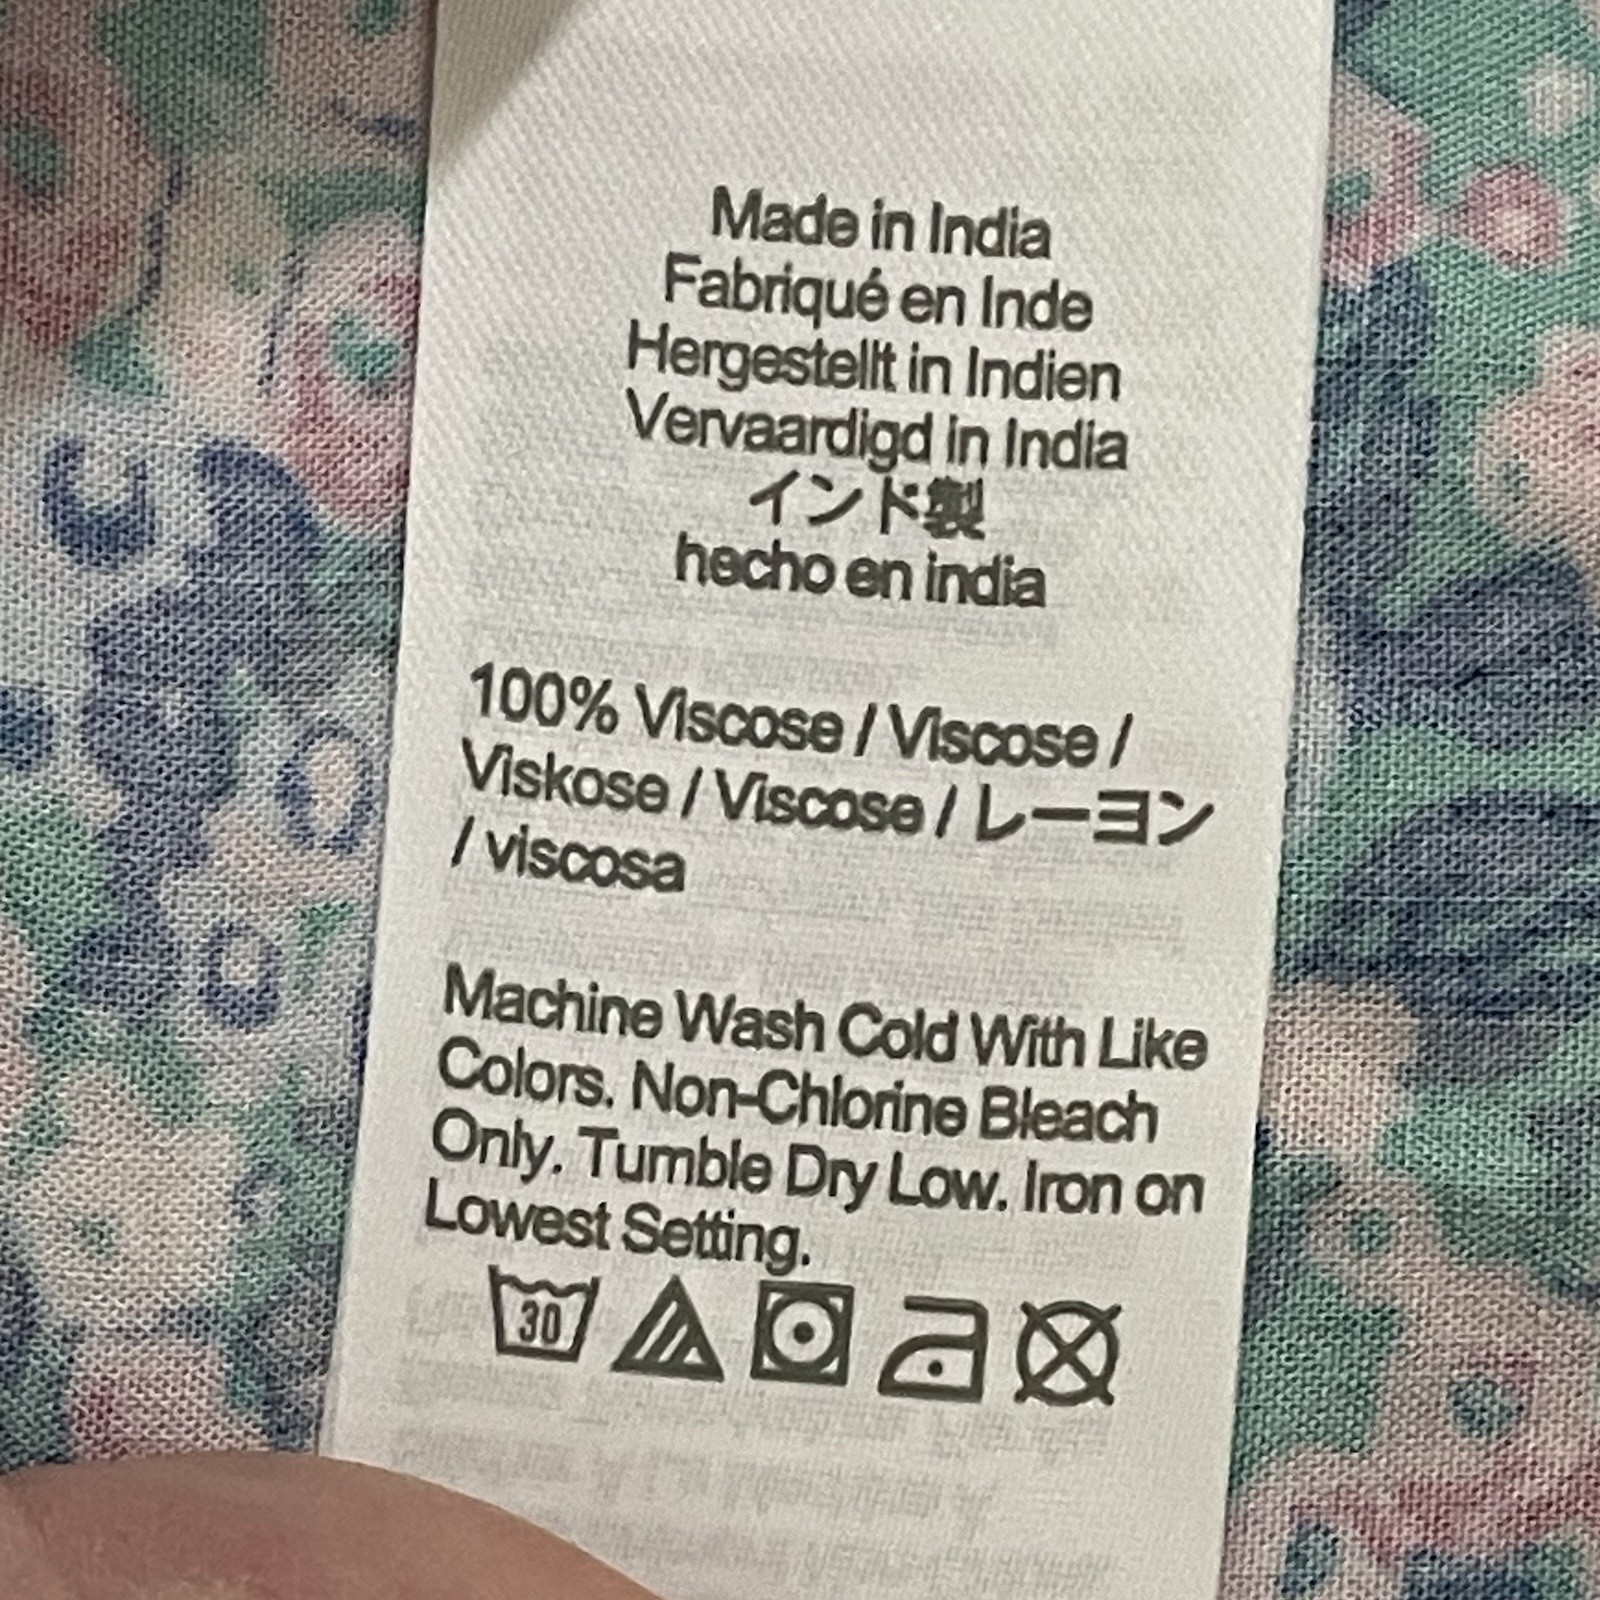 Made in India
Fabriqué en Inde
Hergestellt in Indien
Vervaardigd in India
インド製
hecho en india
100% Viscose / Viscose /
Viskose / Viscose / レーヨン
/ viscosa
Machine Wash Cold With Like
Colors. Non-Chlorine Bleach
Only. Tumble Dry Low. Iron on
Lowest Setting.
30